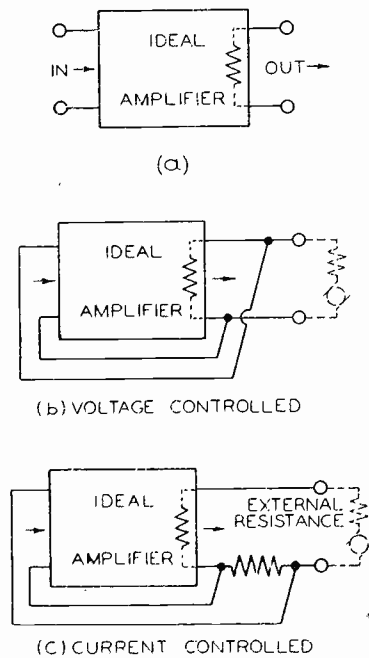 IDEAL
IN → OUT →
AMPLIFIER
(a)
IDEAL
AMPLIFIER
(b) VOLTAGE CONTROLLED
IDEAL
EXTERNAL
RESISTANCE
AMPLIFIER
(C) CURRENT CONTROLLED